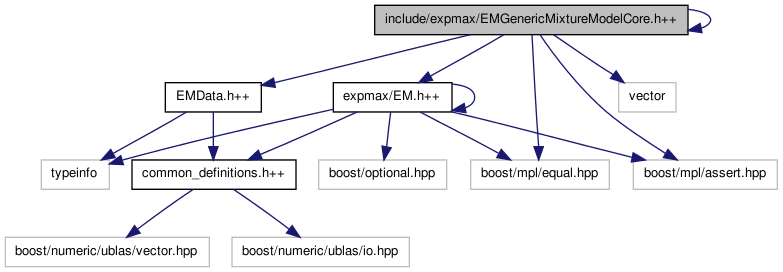 include/expmax/EMGenericMixtureModelCore.h++
EMData.h++
expmax/EM.h++
vector
typeinfo
common_definitions.h++
boost/optional.hpp
boost/mpl/equal.hpp
boost/mpl/assert.hpp
boost/numeric/ublas/vector.hpp
boost/numeric/ublas/io.hpp